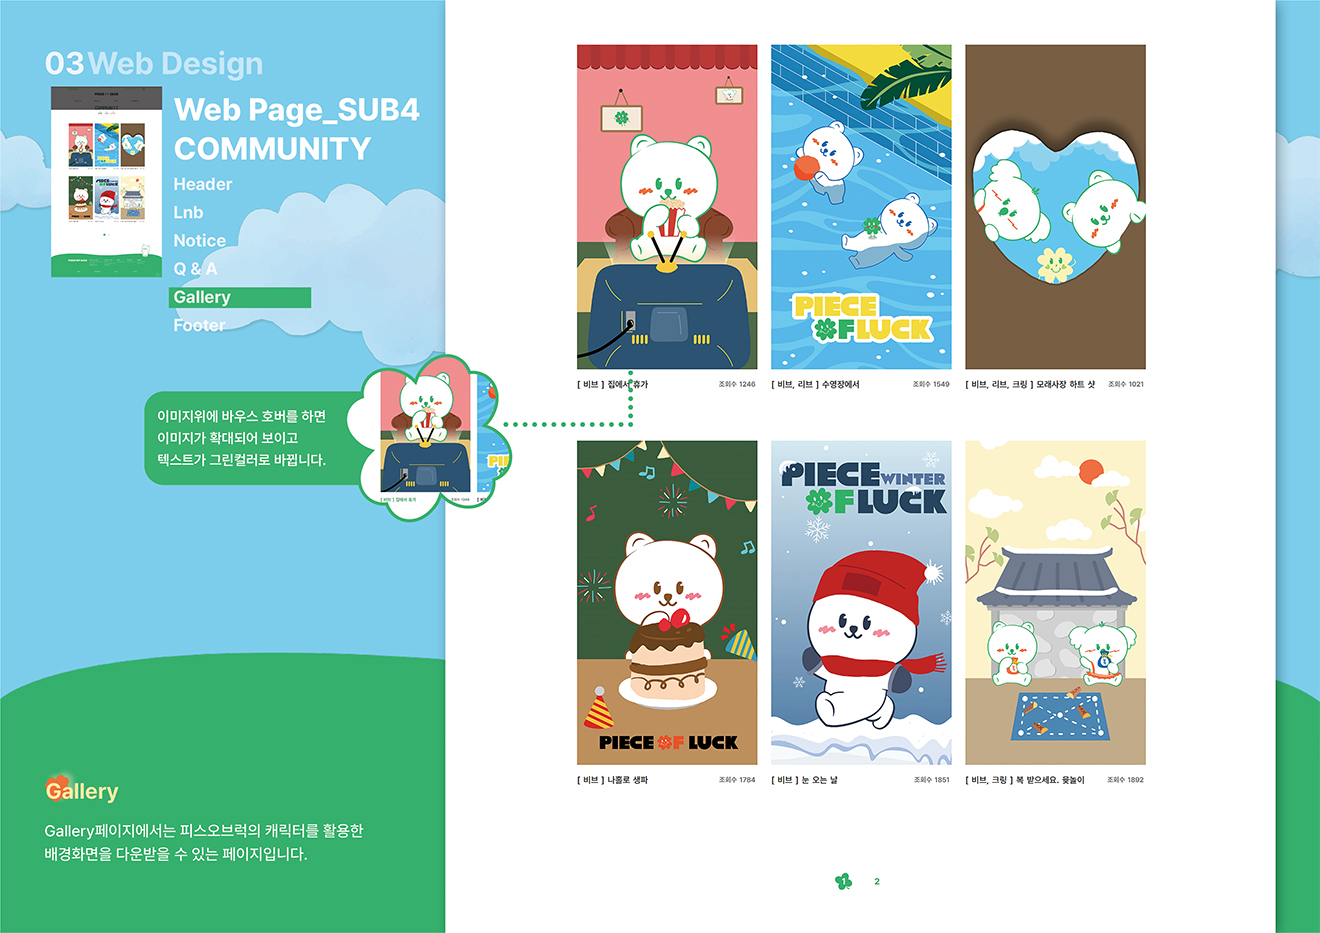 03 Web Design
Web Page_SUB4
COMMUNITY
Header
Lnb
Notice
Q & A
Gallery
Footer
이미지위에 바우스 호버를 하면
이미지가 확대되어 보이고
텍스트가 그린컬러로 바뀝니다.
[ 비브 ] 집에서 휴가
조회수 1246
Gallery
Gallery페이지에서는 피스오브럭의 캐릭터를 활용한
배경화면을 다운받을 수 있는 페이지입니다.
PIECE
OF LUCK
[ 비브 ] 집에서 휴가 조회수 1246
[ 비브, 리브 ] 수영장에서 조회수 1549
[ 비브, 리브, 크링 ] 모래사장 하트 샷 조회수 1021
PIECE OF LUCK
PIECE WINTER
OF LUCK
[ 비브 ] 나홀로 생파 조회수 1784
[ 비브 ] 눈 오는 날 조회수 1851
[ 비브, 크링 ] 복 받으세요. 윷놀이 조회수 1892
1 2